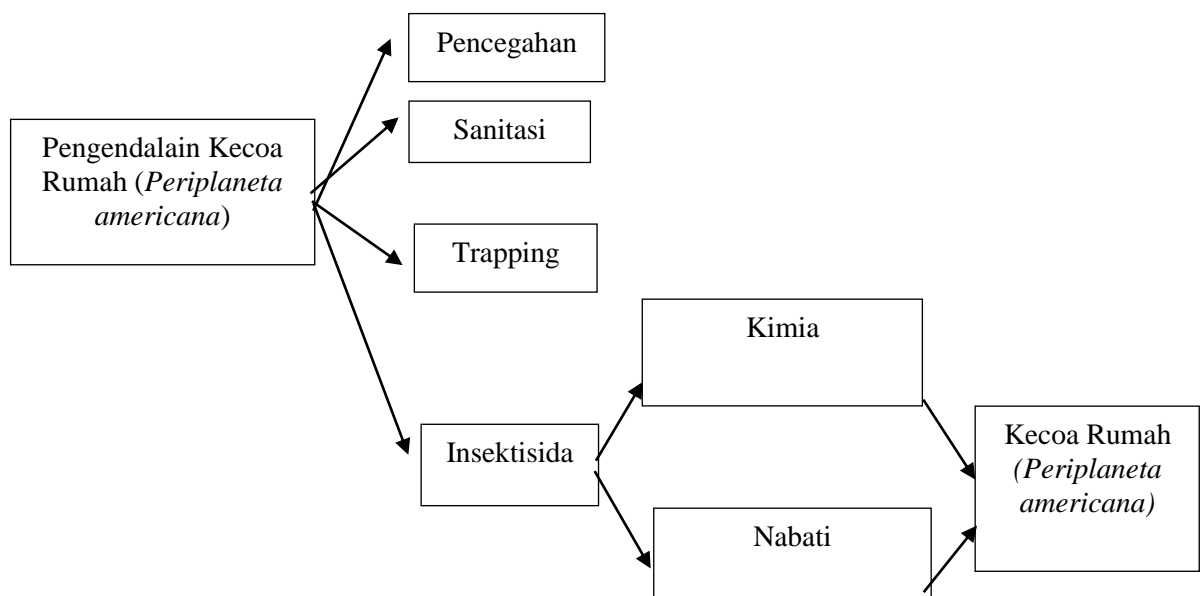 Pencegahan
Sanitasi
Pengendalain Kecoa
Rumah (Periplaneta
americana)
Trapping
Kimia
Insektisida
Kecoa Rumah
(Periplaneta
americana)
Nabati